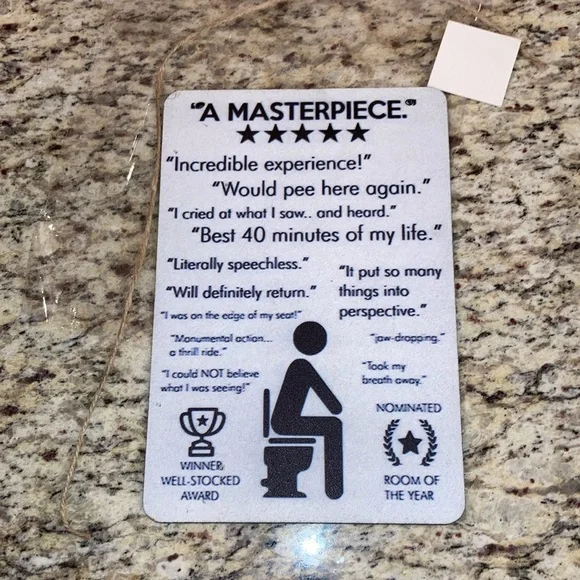 "A MASTERPIECE."
"Incredible experience!"
"Would pee here again."
"I cried at what I saw.. and heard."
"Best 40 minutes of my life."
"Literally speechless."
"It put so many
things into
perspective."
"Will definitely return."
"I was on the edge of my seat!"
"Monumental action...
a thrill ride."
"jaw-dropping."
"I could NOT believe
what I was seeing!"
"Took my
breath away."
WINNER,
WELL-STOCKED
AWARD
NOMINATED
ROOM OF
THE YEAR